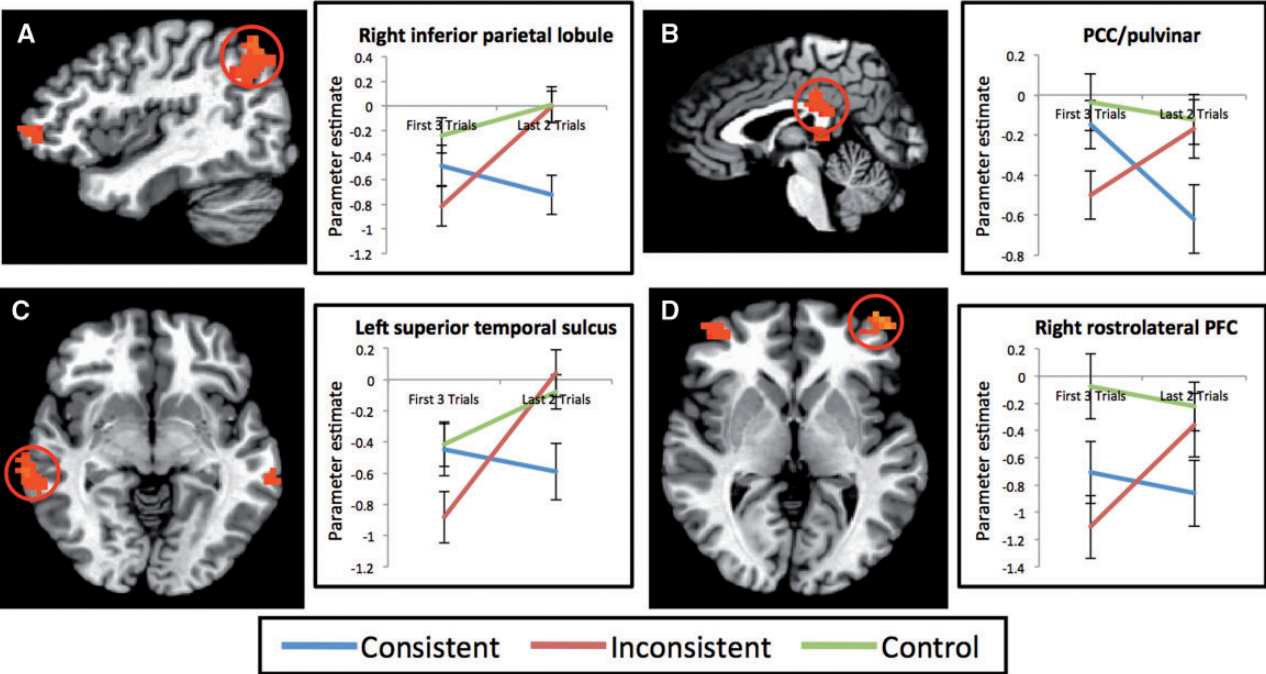 A
Right inferior parietal lobule
Parameter estimate
0.4
0.2
0
-0.2
-0.4
-0.6
-0.8
-1
-1.2
First 3 Trials
Last 2 Trials
B
PCC/pulvinar
Parameter estimate
0.2
0
-0.2
-0.4
-0.6
-0.8
First 3 Trials
Last 2 Trials
C
Left superior temporal sulcus
Parameter estimate
0.2
0
-0.2
-0.4
-0.6
-0.8
-1
-1.2
First 3 Trials
Last 2 Trials
D
Right rostrolateral PFC
Parameter estimate
0.2
0
-0.2
-0.4
-0.6
-0.8
-1
-1.2
-1.4
First 3 Trials
Last 2 Trials
Consistent Inconsistent Control